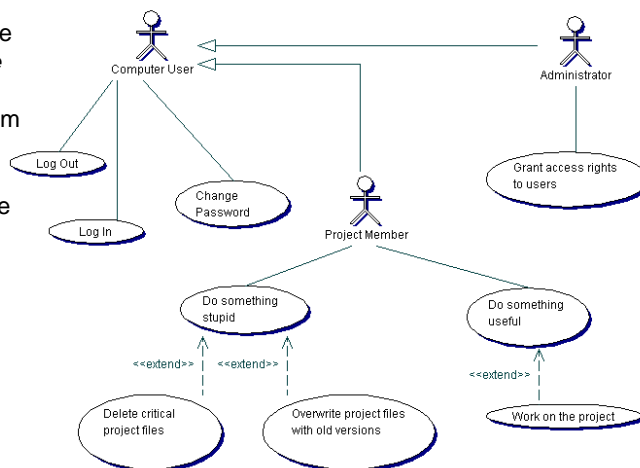 e
e
m
e
Computer User
Administrator
Log Out
Log In
Change
Password
Grant access rights
to users
Project Member
Do something
stupid
Do something
useful
<<extend>>
<<extend>>
<<extend>>
Delete critical
project files
Overwrite project files
with old versions
Work on the project